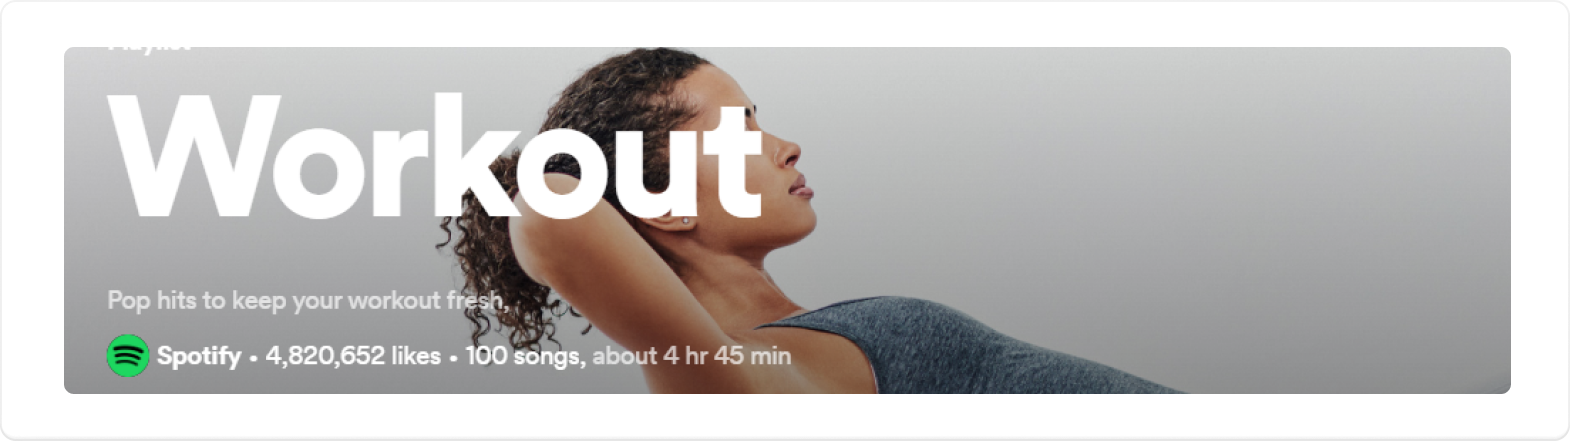 Playlist
Workout
Pop hits to keep your workout fresh.
Spotify • 4,820,652 likes • 100 songs, about 4 hr 45 min